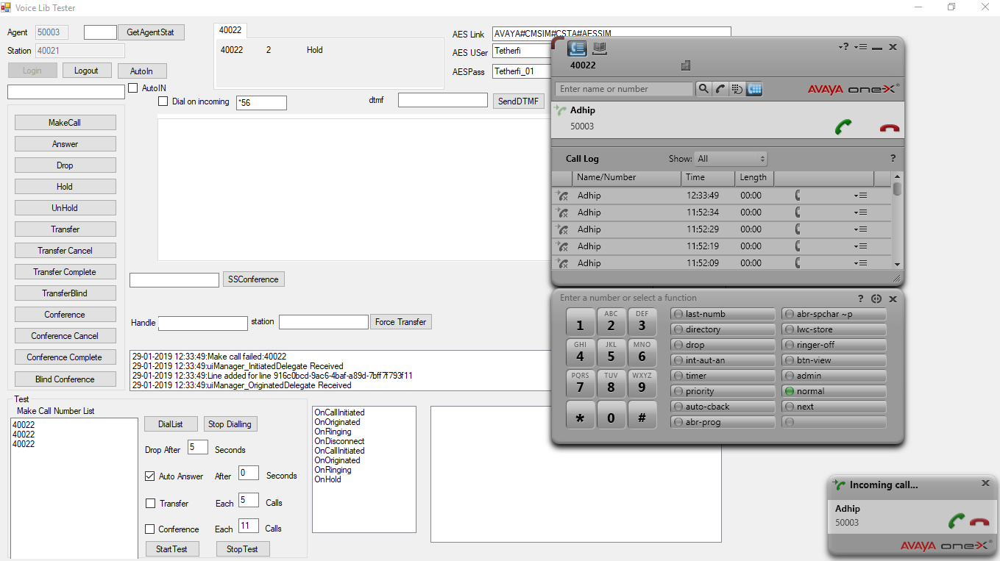 Voice Lib Tester
Agent 50003 GetAgentStat
Station 40021
Login Logout AutoIn
AutoIN
40022
40022 2 Hold
AES Link AVAYA#CMSIM#CSTA#AESSIM
AES USer Tetherfi
AESPass Tetherfi_01
Dial on incoming *56
dtmf SendDTMF
MakeCall
Answer
Drop
Hold
UnHold
Transfer
Transfer Cancel
Transfer Complete
TransferBlind
Conference
Conference Cancel
Conference Complete
Blind Conference
SSConference
Handle station Force Transfer
29-01-2019 12:33:49:Make call failed:40022
29-01-2019 12:33:49:uiManager_InitiatedDelegate Received
29-01-2019 12:33:49:Line added for line 916c0bcd-9ac6-4baf-a89d-7bff7f793f11
29-01-2019 12:33:49:uiManager_OriginatedDelegate Received
Test
Make Call Number List
40022
40022
40022
DialList Stop Dialling
Drop After 5 Seconds
Auto Answer After 0 Seconds
Transfer Each 5 Calls
Conference Each 11 Calls
StartTest StopTest
OnCallInitiated
OnOriginated
OnRinging
OnDisconnect
OnCallInitiated
OnOriginated
OnRinging
OnHold
?
40022
Enter name or number
AVAYA one-X®
Adhip
50003
Call Log Show: All ?
Name/Number Time Length
Adhip 12:33:49 00:00
Adhip 11:52:34 00:00
Adhip 11:52:29 00:00
Adhip 11:52:19 00:00
Adhip 11:52:09 00:00
Enter a number or select a function ?
1
ABC 2
DEF 3
GHI 4
JKL 5
MNO 6
PQRS 7
TUV 8
WXYZ 9
* 0 #
last-numb abr-spchar ~p
directory lwc-store
drop ringer-off
int-aut-an btn-view
timer admin
priority normal
auto-cback next
abr-prog
Incoming call...
Adhip
50003
AVAYA one-X®